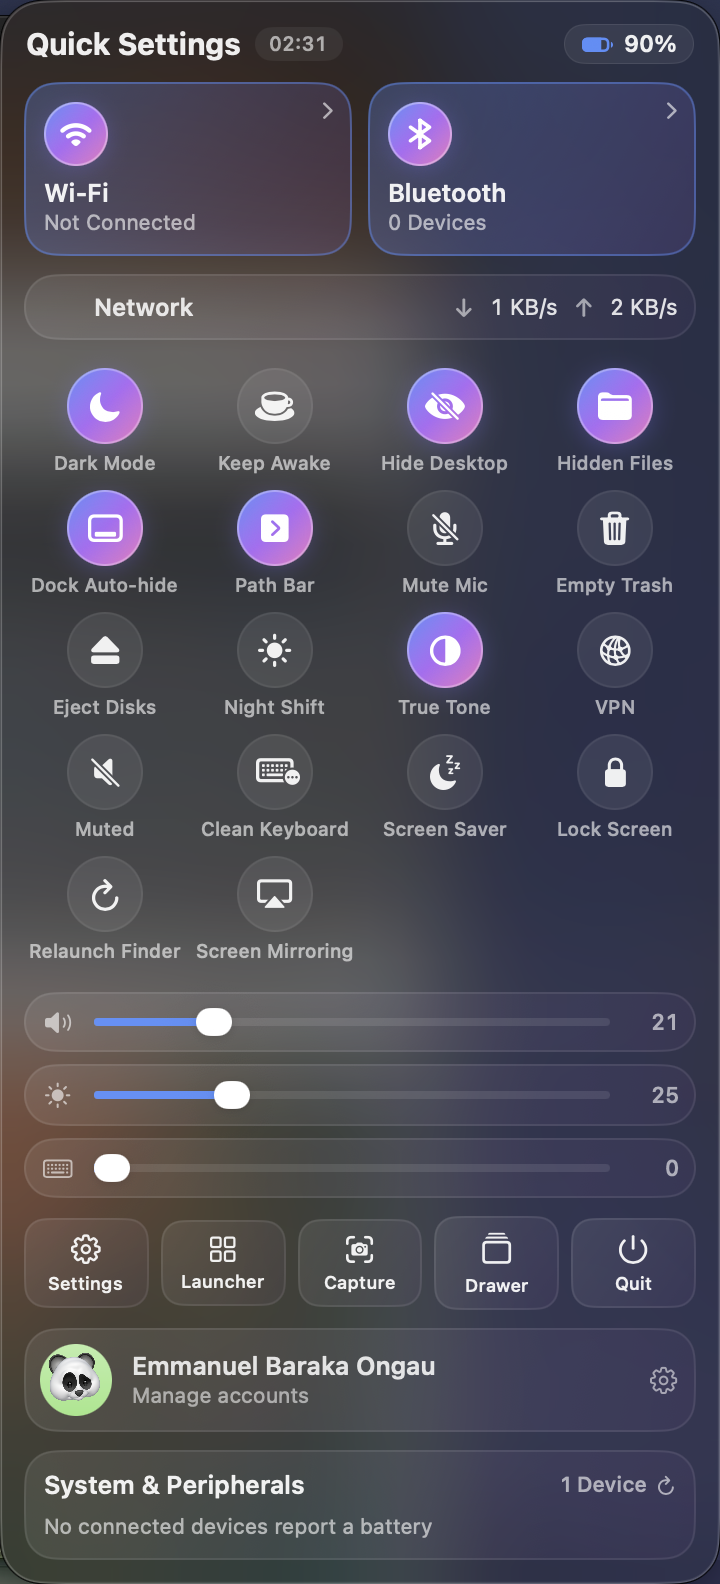 Quick Settings 02:31 90%
Wi-Fi
Not Connected
Bluetooth
0 Devices
Network ↓ 1 KB/s ↑ 2 KB/s
Dark Mode Keep Awake Hide Desktop Hidden Files
Dock Auto-hide Path Bar Mute Mic Empty Trash
Eject Disks Night Shift True Tone VPN
Muted Clean Keyboard Screen Saver Lock Screen
Relaunch Finder Screen Mirroring
21
25
0
Settings Launcher Capture Drawer Quit
Emmanuel Baraka Ongau
Manage accounts
System & Peripherals 1 Device
No connected devices report a battery